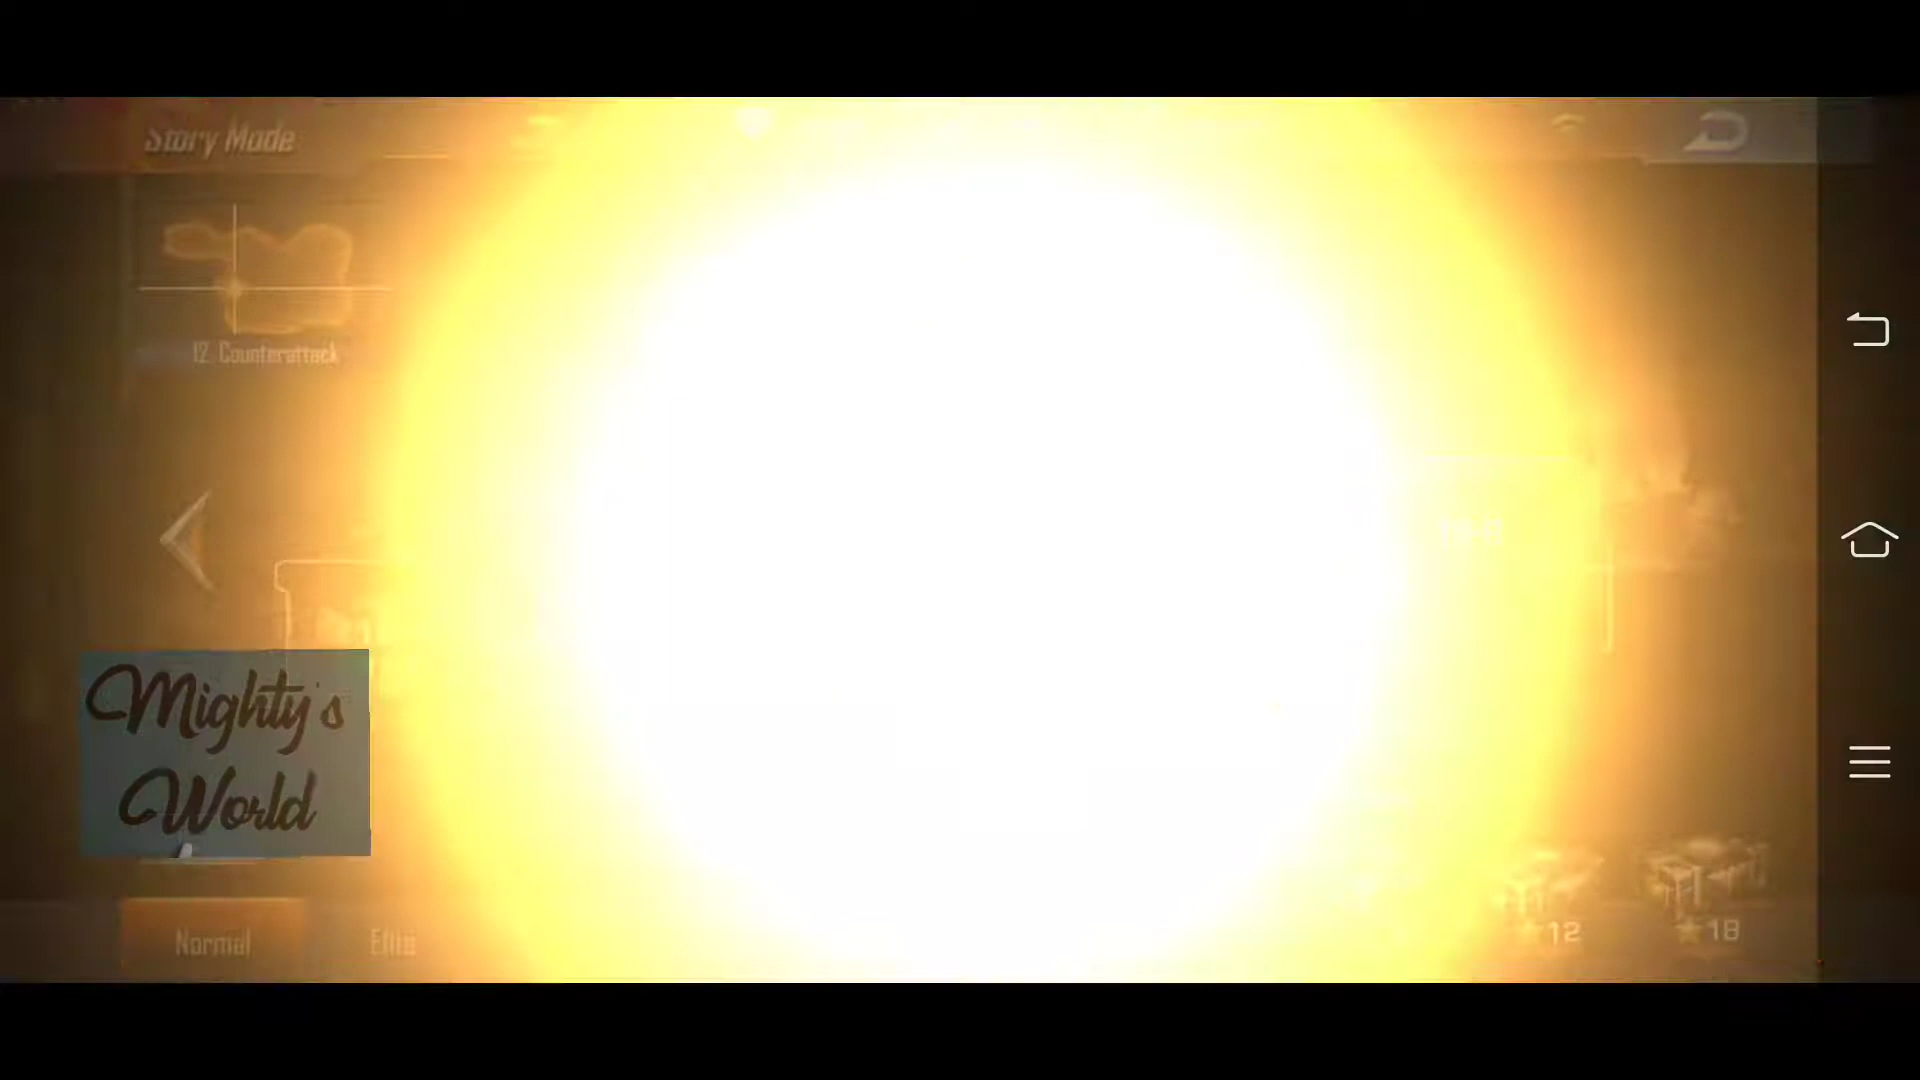 Story Mode
12 Counterattack
Mighty's
World
Normal
Elite
12
18